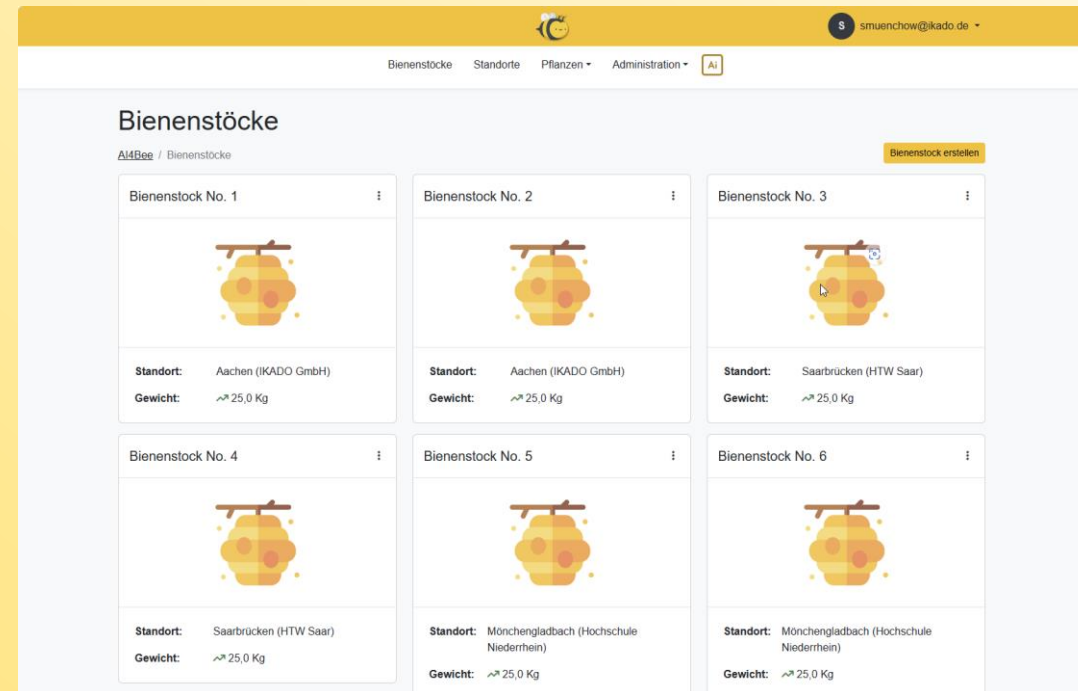 S smuenchow@ikado.de
Bienenstöcke Standorte Pflanzen Administration Ai
Bienenstöcke
AI4Bee / Bienenstöcke
Bienenstock erstellen
Bienenstock No. 1
Bienenstock No. 2
Bienenstock No. 3
Standort: Aachen (IKADO GmbH)
Gewicht: 25,0 Kg
Standort: Aachen (IKADO GmbH)
Gewicht: 25,0 Kg
Standort: Saarbrücken (HTW Saar)
Gewicht: 25,0 Kg
Bienenstock No. 4
Bienenstock No. 5
Bienenstock No. 6
Standort: Saarbrücken (HTW Saar)
Gewicht: 25,0 Kg
Standort: Mönchengladbach (Hochschule
Niederrhein)
Gewicht: 25,0 Kg
Standort: Mönchengladbach (Hochschule
Niederrhein)
Gewicht: 25,0 Kg